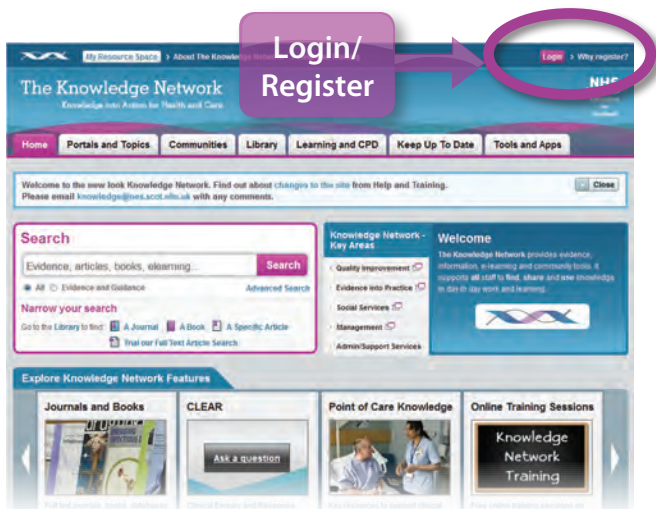 Login/
Register
My Resource Space > About The Knowle
Login > Why register?
The Knowledge Network
Knowledge into Action for Health and Care
NHS
Home Portals and Topics Communities Library Learning and CPD Keep Up To Date Tools and Apps
Welcome to the new look Knowledge Network. Find out about changes to the site from Help and Training.
Please email knowledge@nes.scot.nhs.uk with any comments.
Close
Search
Evidence, articles, books, elearning...
Search
All Evidence and Guidance Advanced Search
Narrow your search
Go to the Library to find: A Journal A Book A Specific Article
Trial our Full Text Article Search
Knowledge Network -
Key Areas
Quality Improvement
Evidence into Practice
Social Services
Management
Admin/Support Services
Welcome
The Knowledge Network provides evidence,
information, e-learning and community tools. It
supports all staff to find, share and use knowledge
in day to day work and learning.
Explore Knowledge Network Features
Journals and Books
CLEAR
Ask a question
Point of Care Knowledge
Online Training Sessions
Knowledge
Network
Training